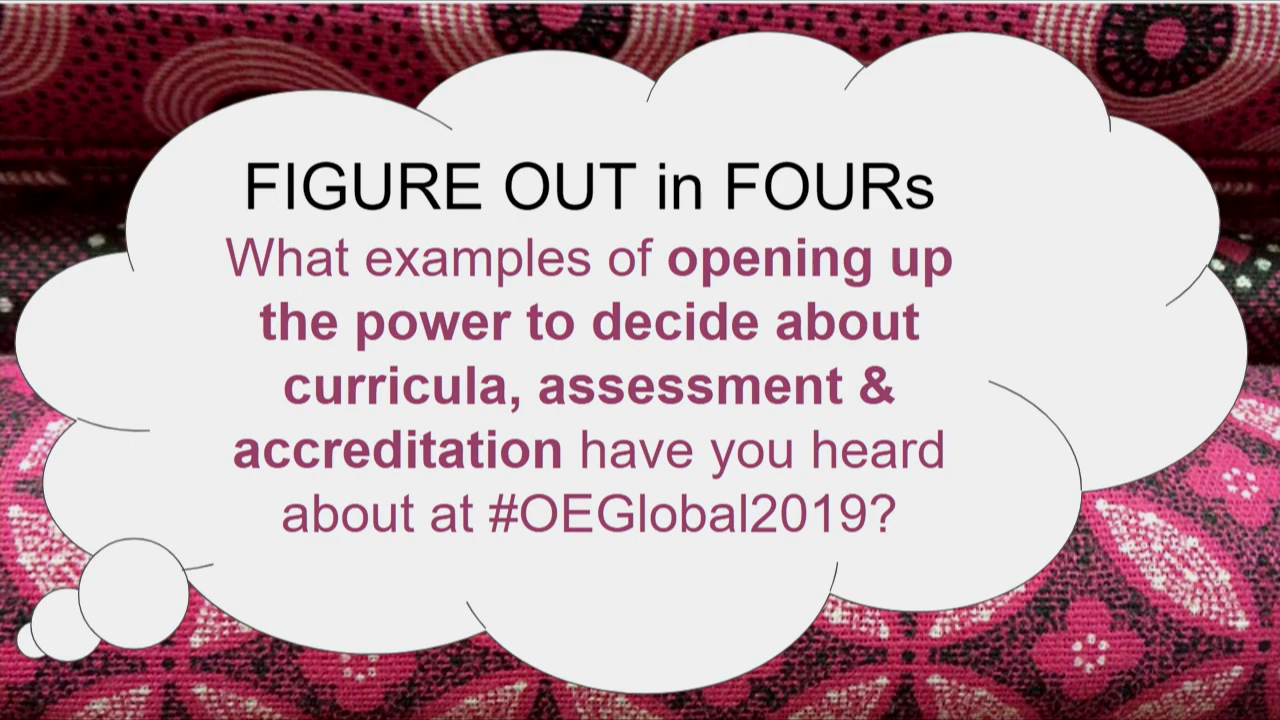 FIGURE OUT in FOURs
What examples of opening up
the power to decide about
curricula, assessment &
accreditation have you heard
about at #OEGlobal2019?